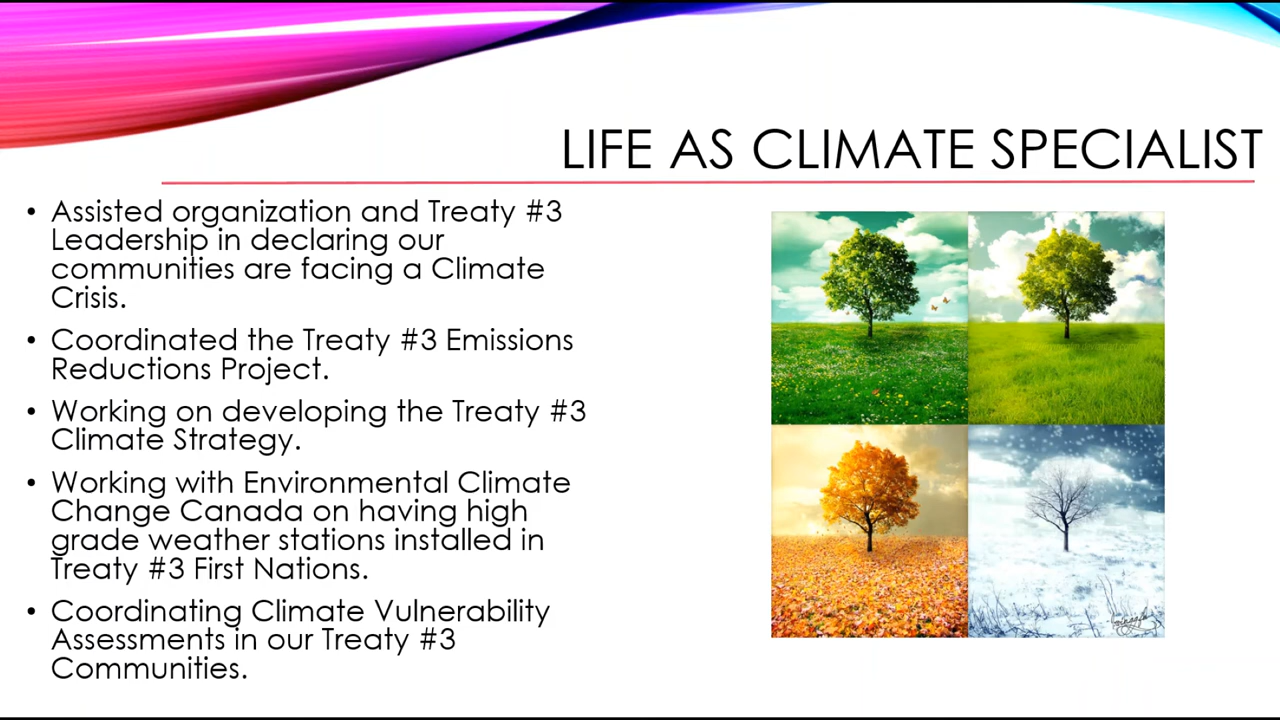 LIFE AS CLIMATE SPECIALIST
• Assisted organization and Treaty #3
Leadership in declaring our
communities are facing a Climate
Crisis.
• Coordinated the Treaty #3 Emissions
Reductions Project.
• Working on developing the Treaty #3
Climate Strategy.
• Working with Environmental Climate
Change Canada on having high
grade weather stations installed in
Treaty #3 First Nations.
• Coordinating Climate Vulnerability
Assessments in our Treaty #3
Communities.